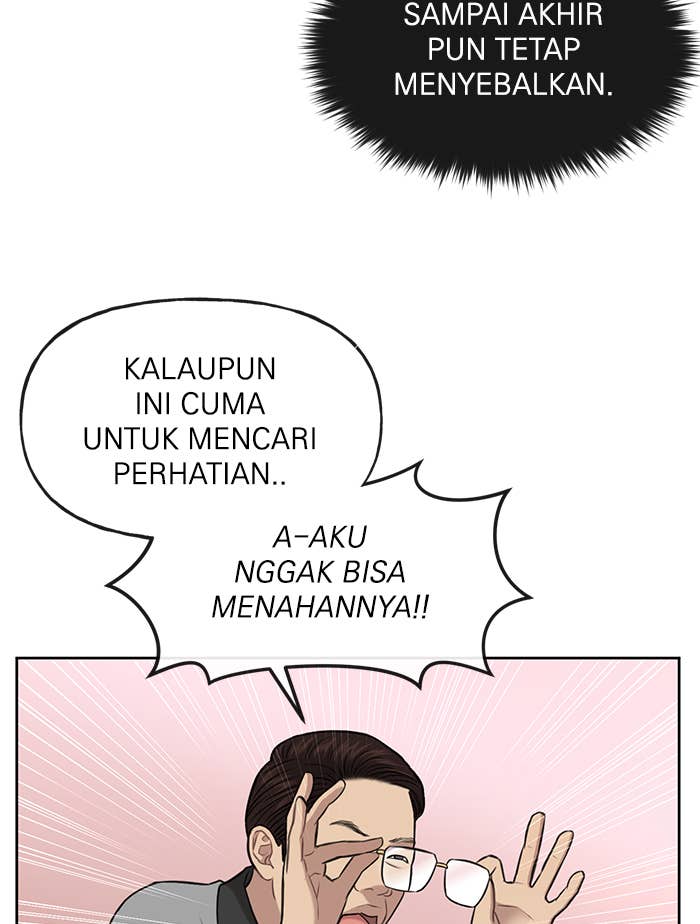 SAMPAI AKHIR
PUN TETAP
MENYEBALKAN.
KALAUPUN
INI CUMA
UNTUK MENCARI
PERHATIAN..
A-AKU
NGGAK BISA
MENAHANNYA!!